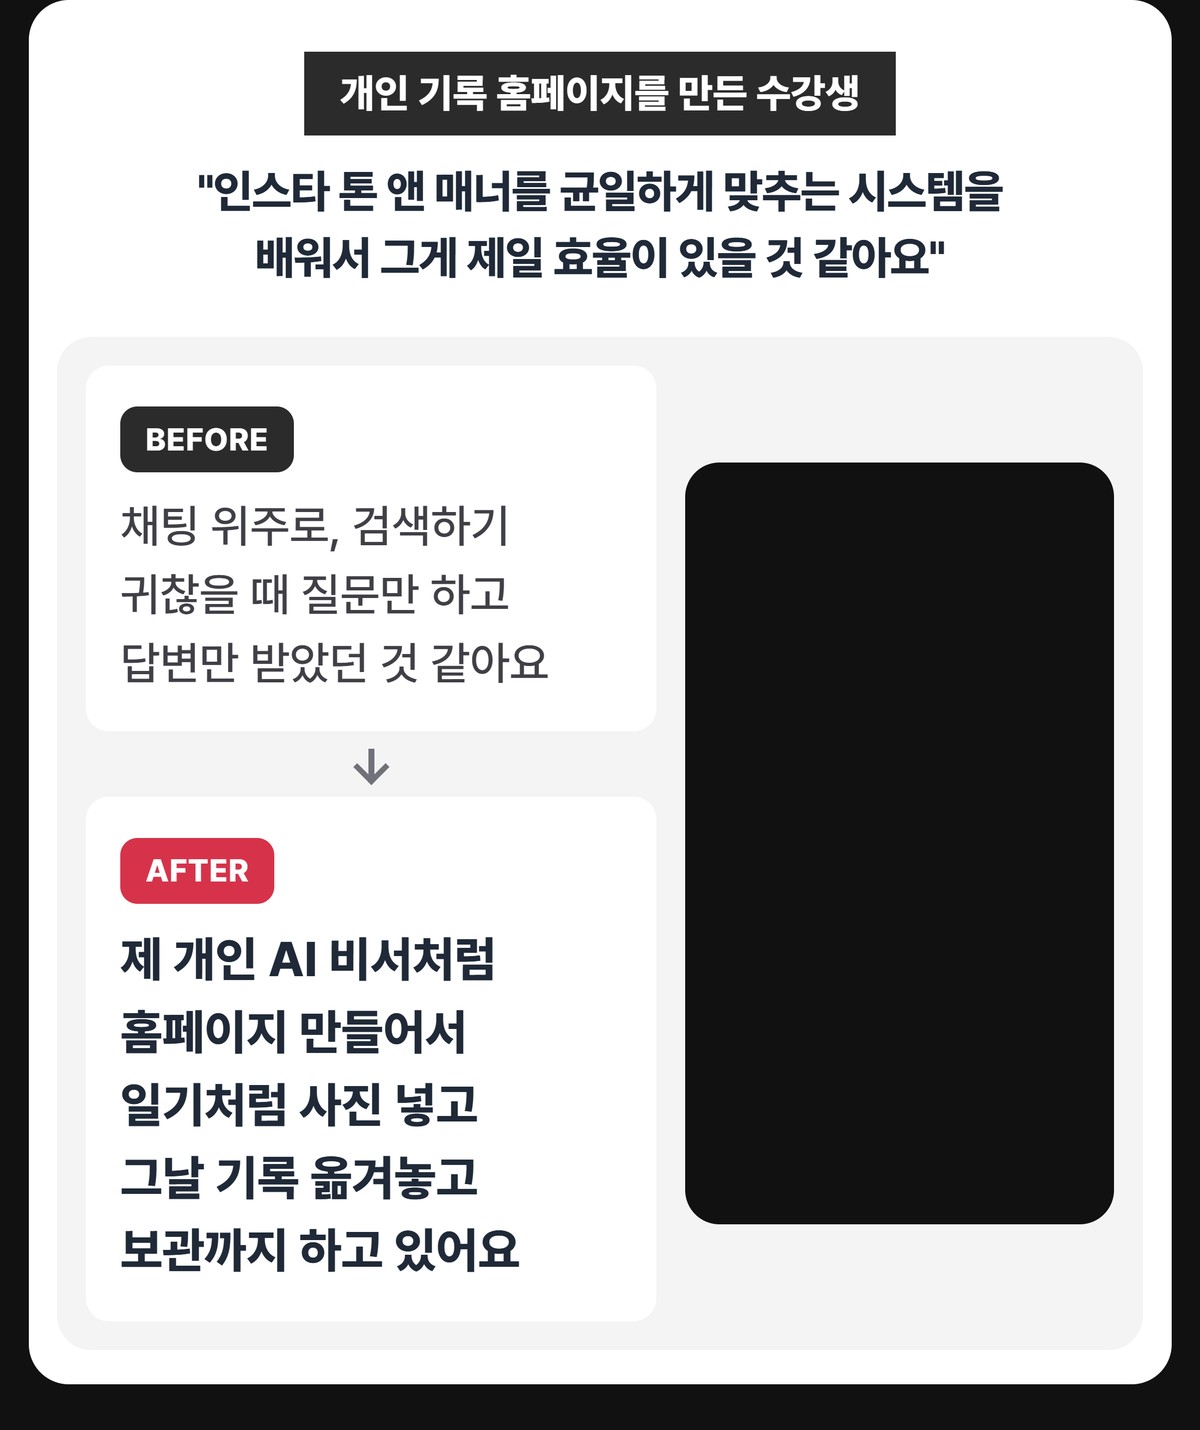 개인 기록 홈페이지를 만든 수강생
"인스타 톤 앤 매너를 균일하게 맞추는 시스템을
배워서 그게 제일 효율이 있을 것 같아요"
BEFORE
채팅 위주로, 검색하기
귀찮을 때 질문만 하고
답변만 받았던 것 같아요
AFTER
제 개인 AI 비서처럼
홈페이지 만들어서
일기처럼 사진 넣고
그날 기록 옮겨놓고
보관까지 하고 있어요